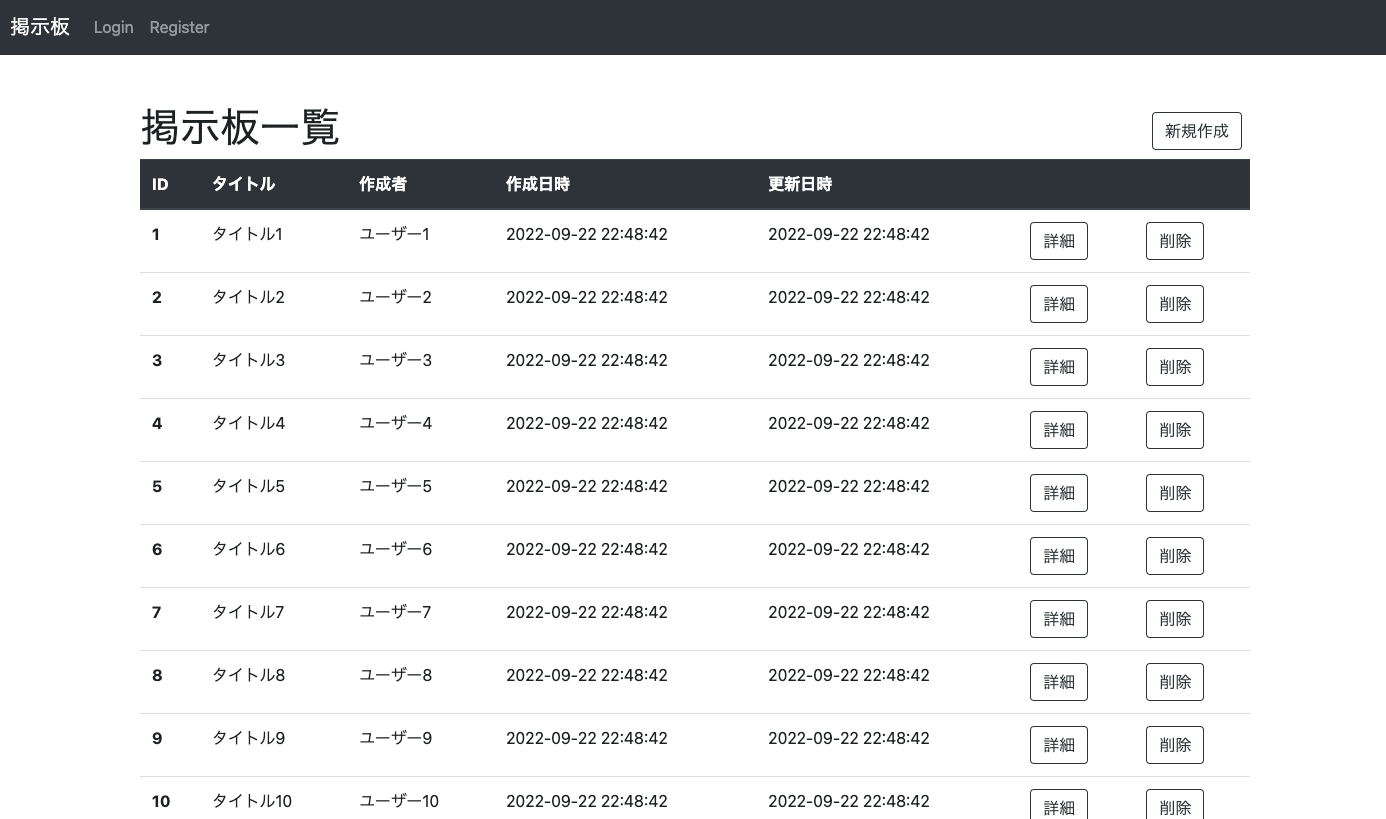 掲示板 Login Register
掲示板一覧 新規作成
ID タイトル 作成者 作成日時 更新日時
1 タイトル1 ユーザー1 2022-09-22 22:48:42 2022-09-22 22:48:42 詳細 削除
2 タイトル2 ユーザー2 2022-09-22 22:48:42 2022-09-22 22:48:42 詳細 削除
3 タイトル3 ユーザー3 2022-09-22 22:48:42 2022-09-22 22:48:42 詳細 削除
4 タイトル4 ユーザー4 2022-09-22 22:48:42 2022-09-22 22:48:42 詳細 削除
5 タイトル5 ユーザー5 2022-09-22 22:48:42 2022-09-22 22:48:42 詳細 削除
6 タイトル6 ユーザー6 2022-09-22 22:48:42 2022-09-22 22:48:42 詳細 削除
7 タイトル7 ユーザー7 2022-09-22 22:48:42 2022-09-22 22:48:42 詳細 削除
8 タイトル8 ユーザー8 2022-09-22 22:48:42 2022-09-22 22:48:42 詳細 削除
9 タイトル9 ユーザー9 2022-09-22 22:48:42 2022-09-22 22:48:42 詳細 削除
10 タイトル10 ユーザー10 2022-09-22 22:48:42 2022-09-22 22:48:42 詳細 削除